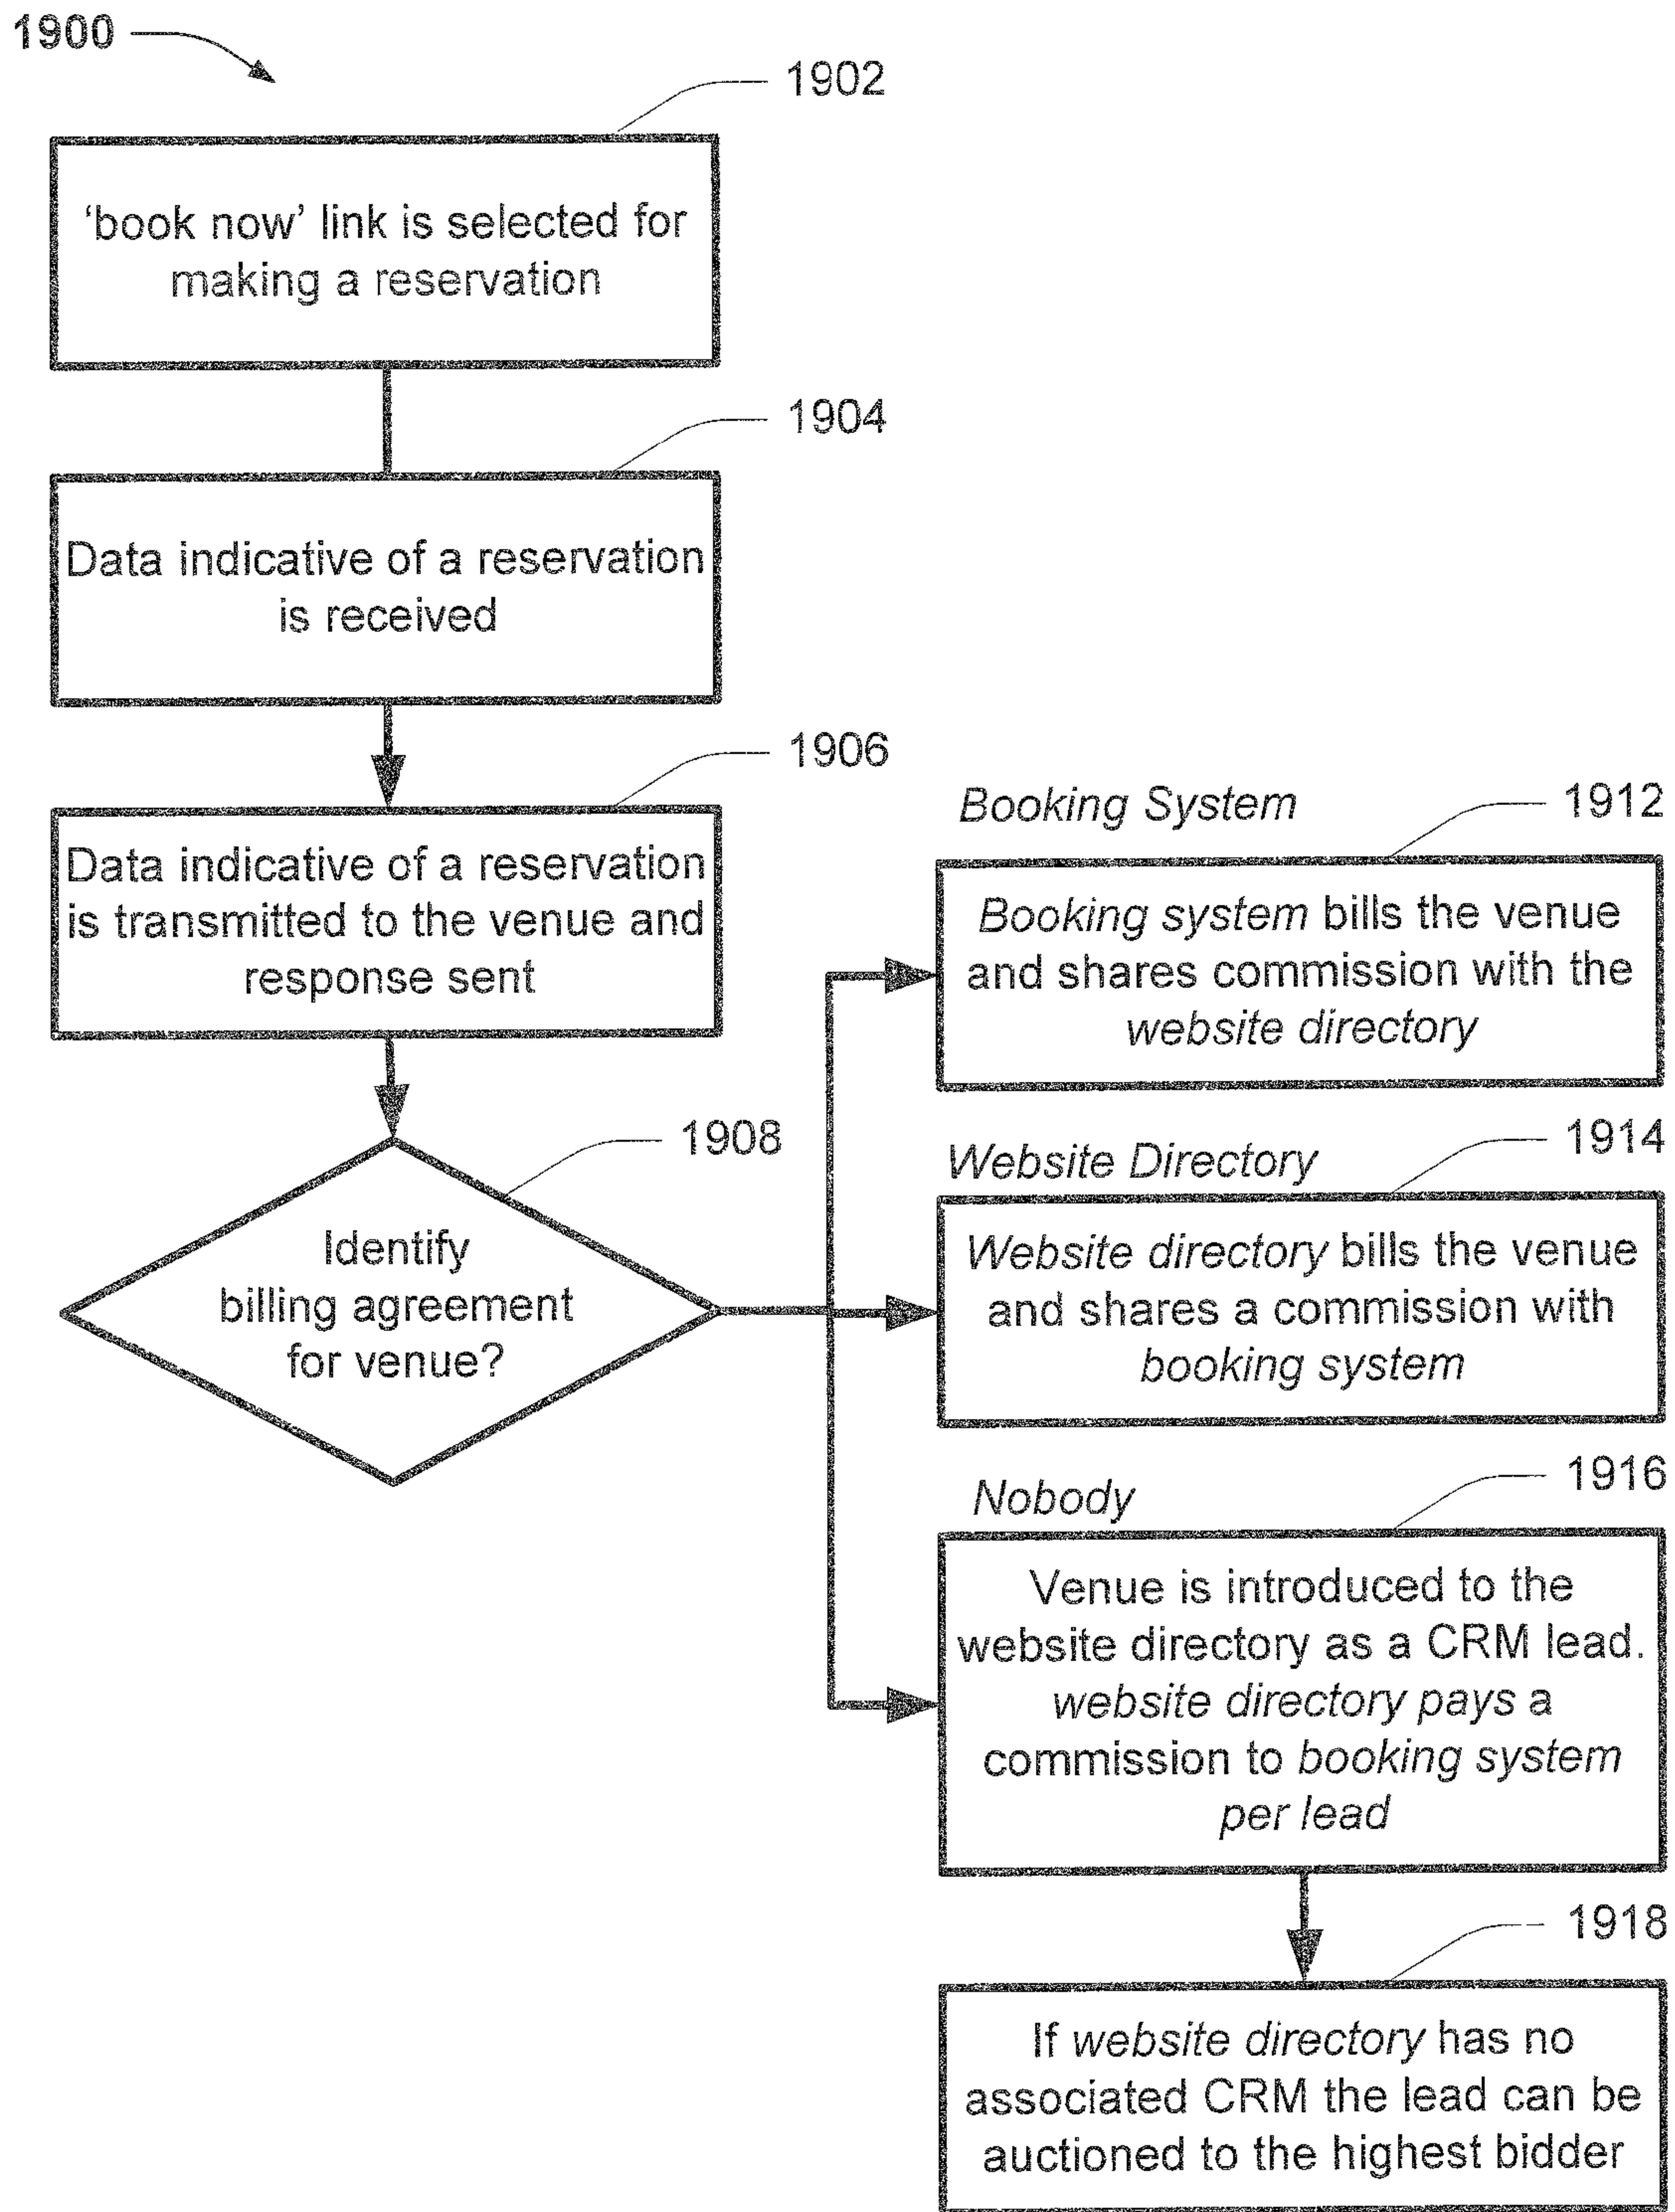 1900
1902
‘book now’ link is selected for
making a reservation
1904
Data indicative of a reservation
is received
1906
Data indicative of a reservation
is transmitted to the venue and
response sent
1908
Identify
billing agreement
for venue?
Booking System
1912
Booking system bills the venue
and shares commission with the
website directory
Website Directory
1914
Website directory bills the venue
and shares a commission with
booking system
Nobody
1916
Venue is introduced to the
website directory as a CRM lead.
website directory pays a
commission to booking system
per lead
1918
If website directory has no
associated CRM the lead can be
auctioned to the highest bidder